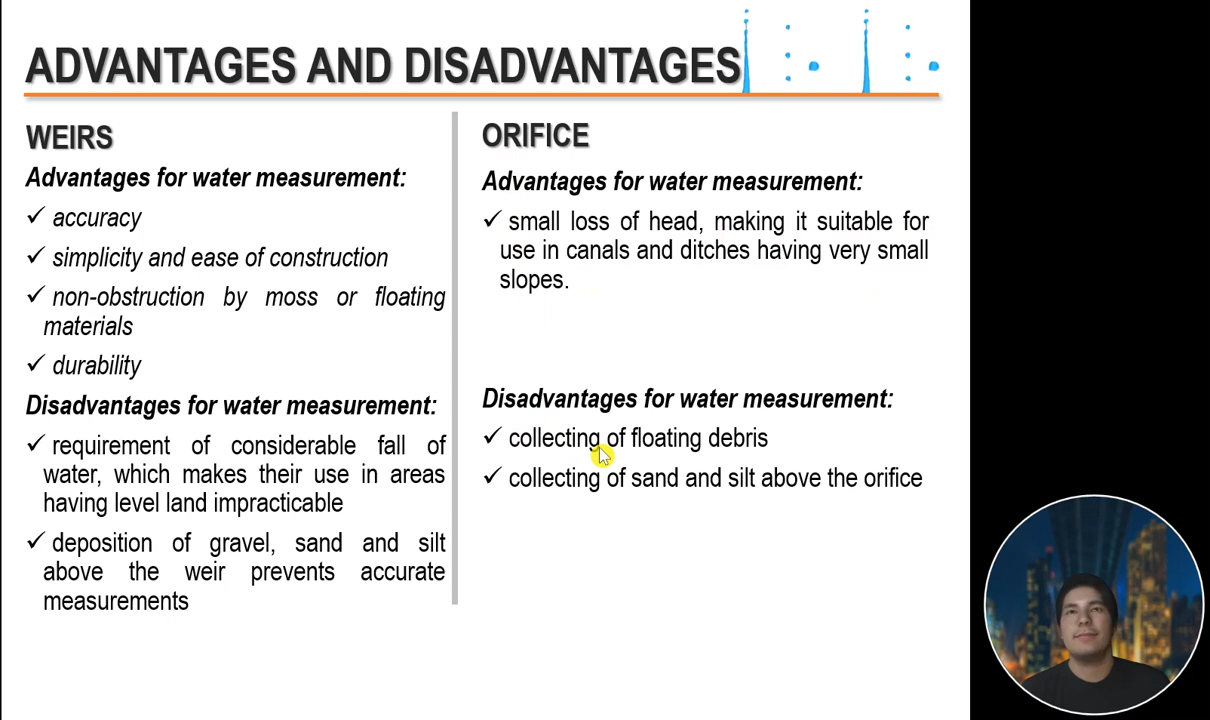 ADVANTAGES AND DISADVANTAGES
WEIRS
Advantages for water measurement:
✓ accuracy
✓ simplicity and ease of construction
✓ non-obstruction by moss or floating
materials
✓ durability
Disadvantages for water measurement:
✓ requirement of considerable fall of
water, which makes their use in areas
having level land impracticable
✓ deposition of gravel, sand and silt
above the weir prevents accurate
measurements
ORIFICE
Advantages for water measurement:
✓ small loss of head, making it suitable for
use in canals and ditches having very small
slopes.
Disadvantages for water measurement:
✓ collecting of floating debris
✓ collecting of sand and silt above the orifice